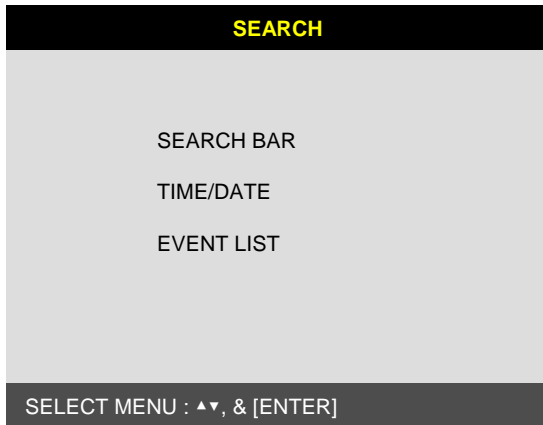 SEARCH
SEARCH BAR
TIME/DATE
EVENT LIST
SELECT MENU : ▲▼, & [ENTER]